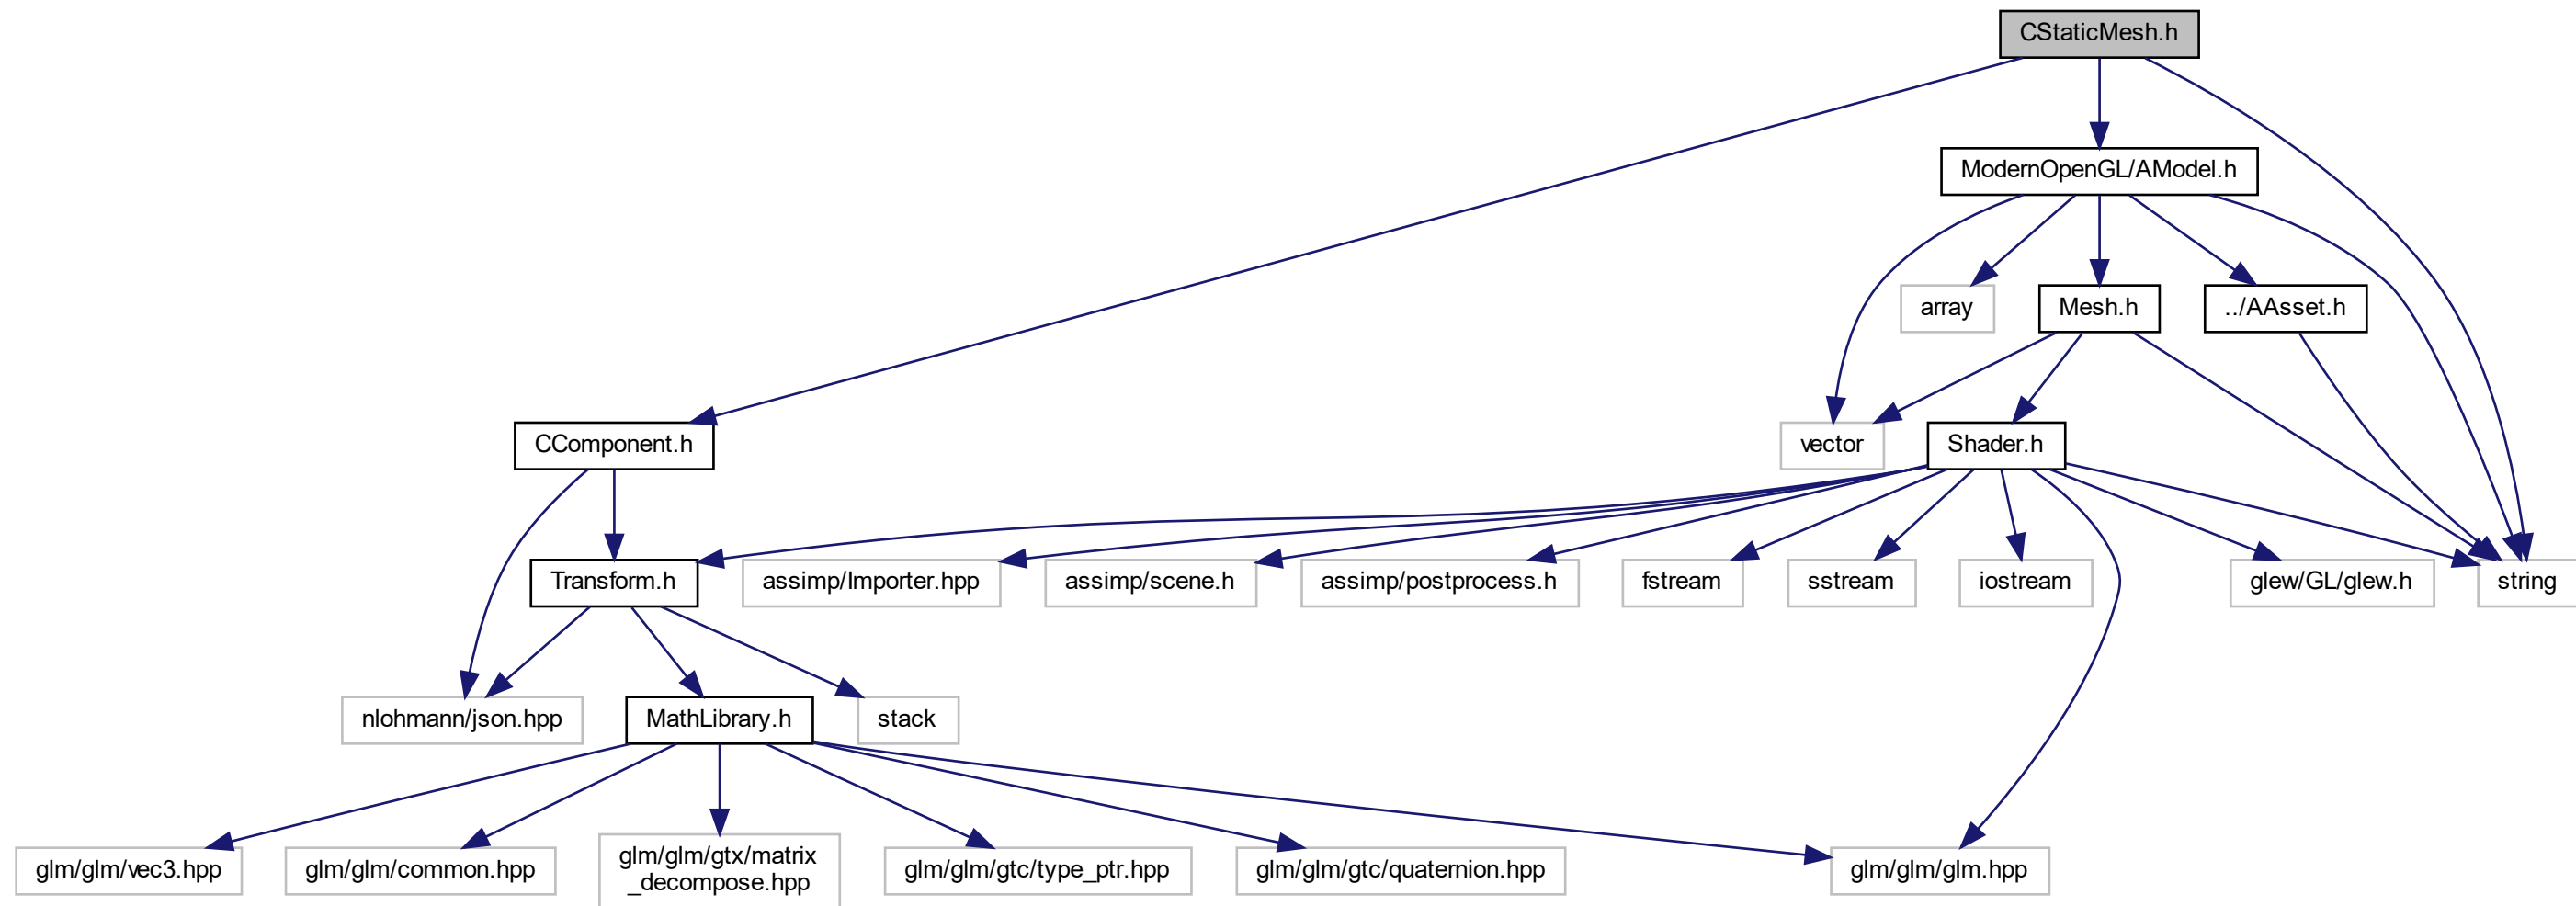 CStaticMesh.h
ModernOpenGL/AModel.h
array
Mesh.h
../AAsset.h
CComponent.h
vector
Shader.h
Transform.h
assimp/Importer.hpp
assimp/scene.h
assimp/postprocess.h
fstream
sstream
iostream
glew/GL/glew.h
string
nlohmann/json.hpp
MathLibrary.h
stack
glm/glm/vec3.hpp
glm/glm/common.hpp
glm/glm/gtx/matrix
_decompose.hpp
glm/glm/gtc/type_ptr.hpp
glm/glm/gtc/quaternion.hpp
glm/glm/glm.hpp